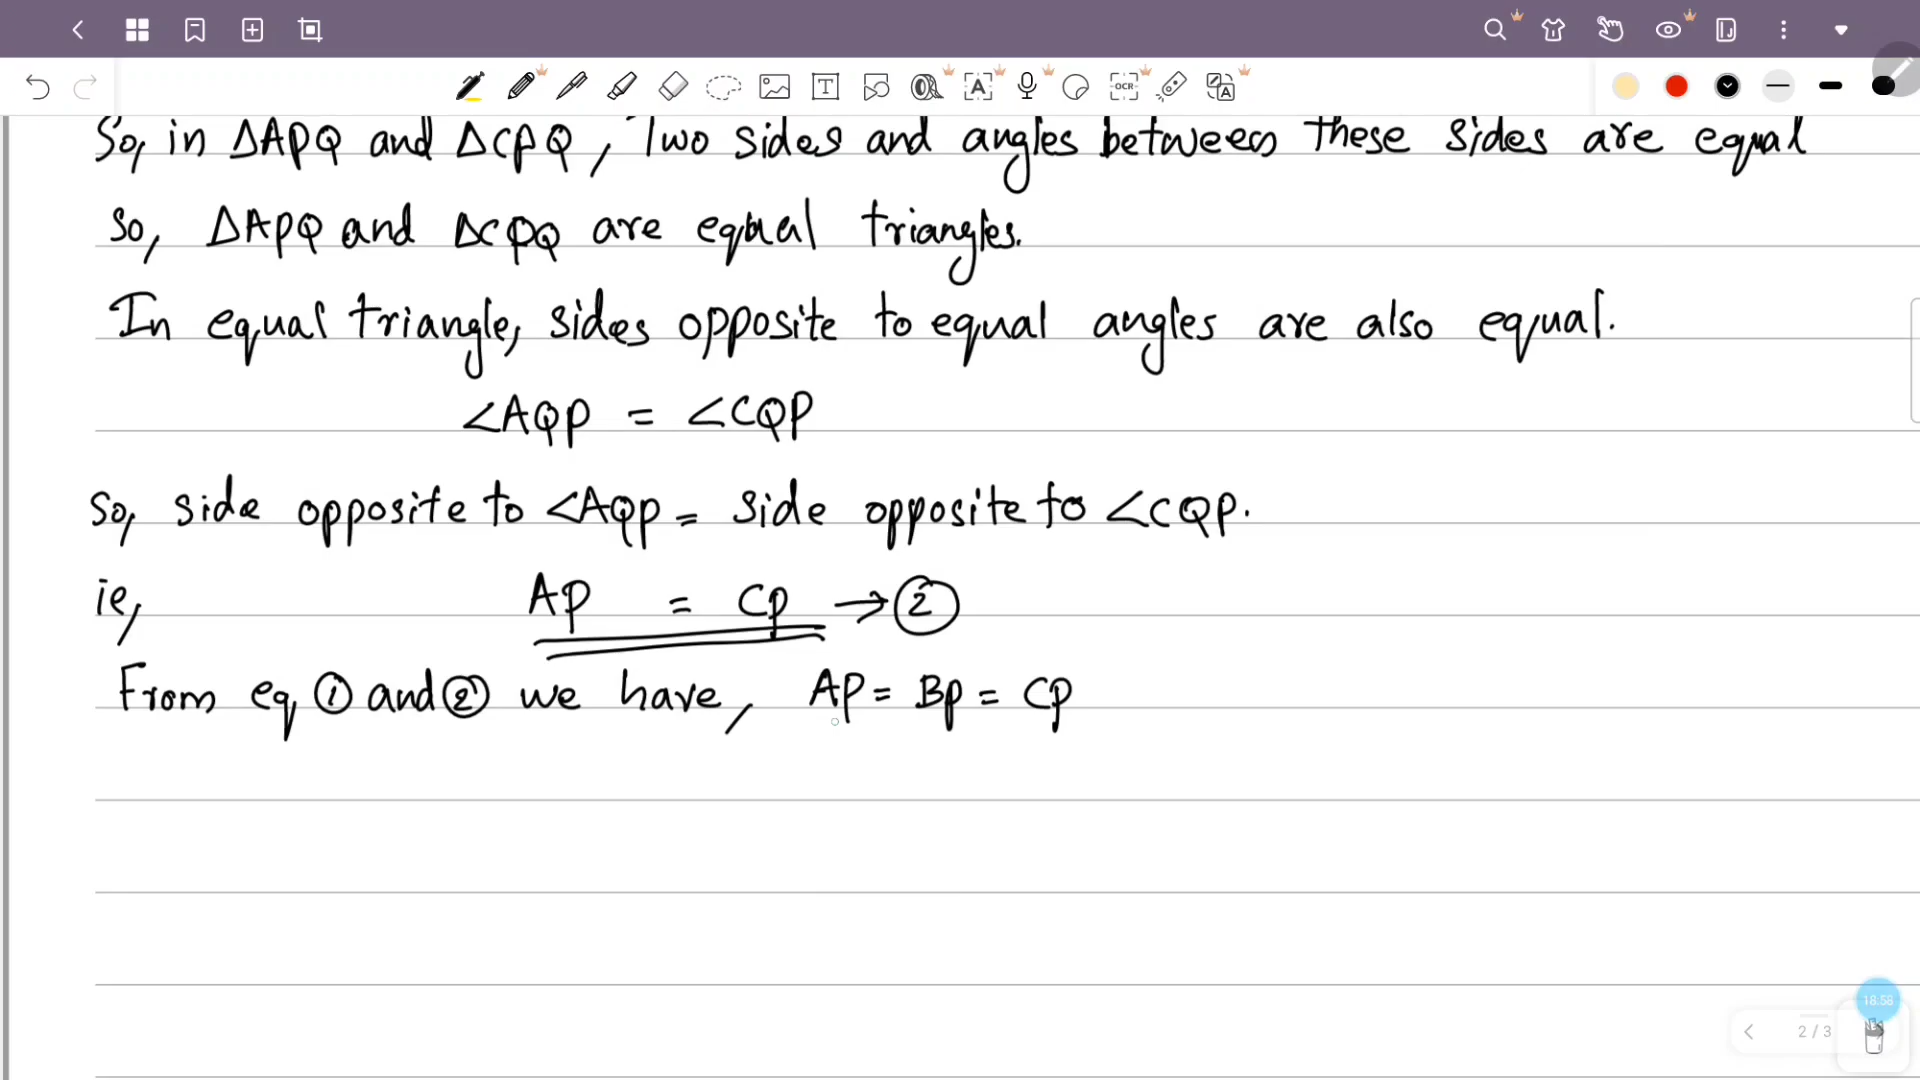 So, in ΔAPQ and ΔCPQ, Two sides and angles between these sides are equal
So, ΔAPQ and ΔCPQ are equal triangles.
In equal triangle, sides opposite to equal angles are also equal.
∠AQP = ∠CQP
So, side opposite to ∠AQP = side opposite to ∠CQP.
ie, AP = CP → ②
From eq ① and ② we have, AP = BP = CP
18:58
2 / 3